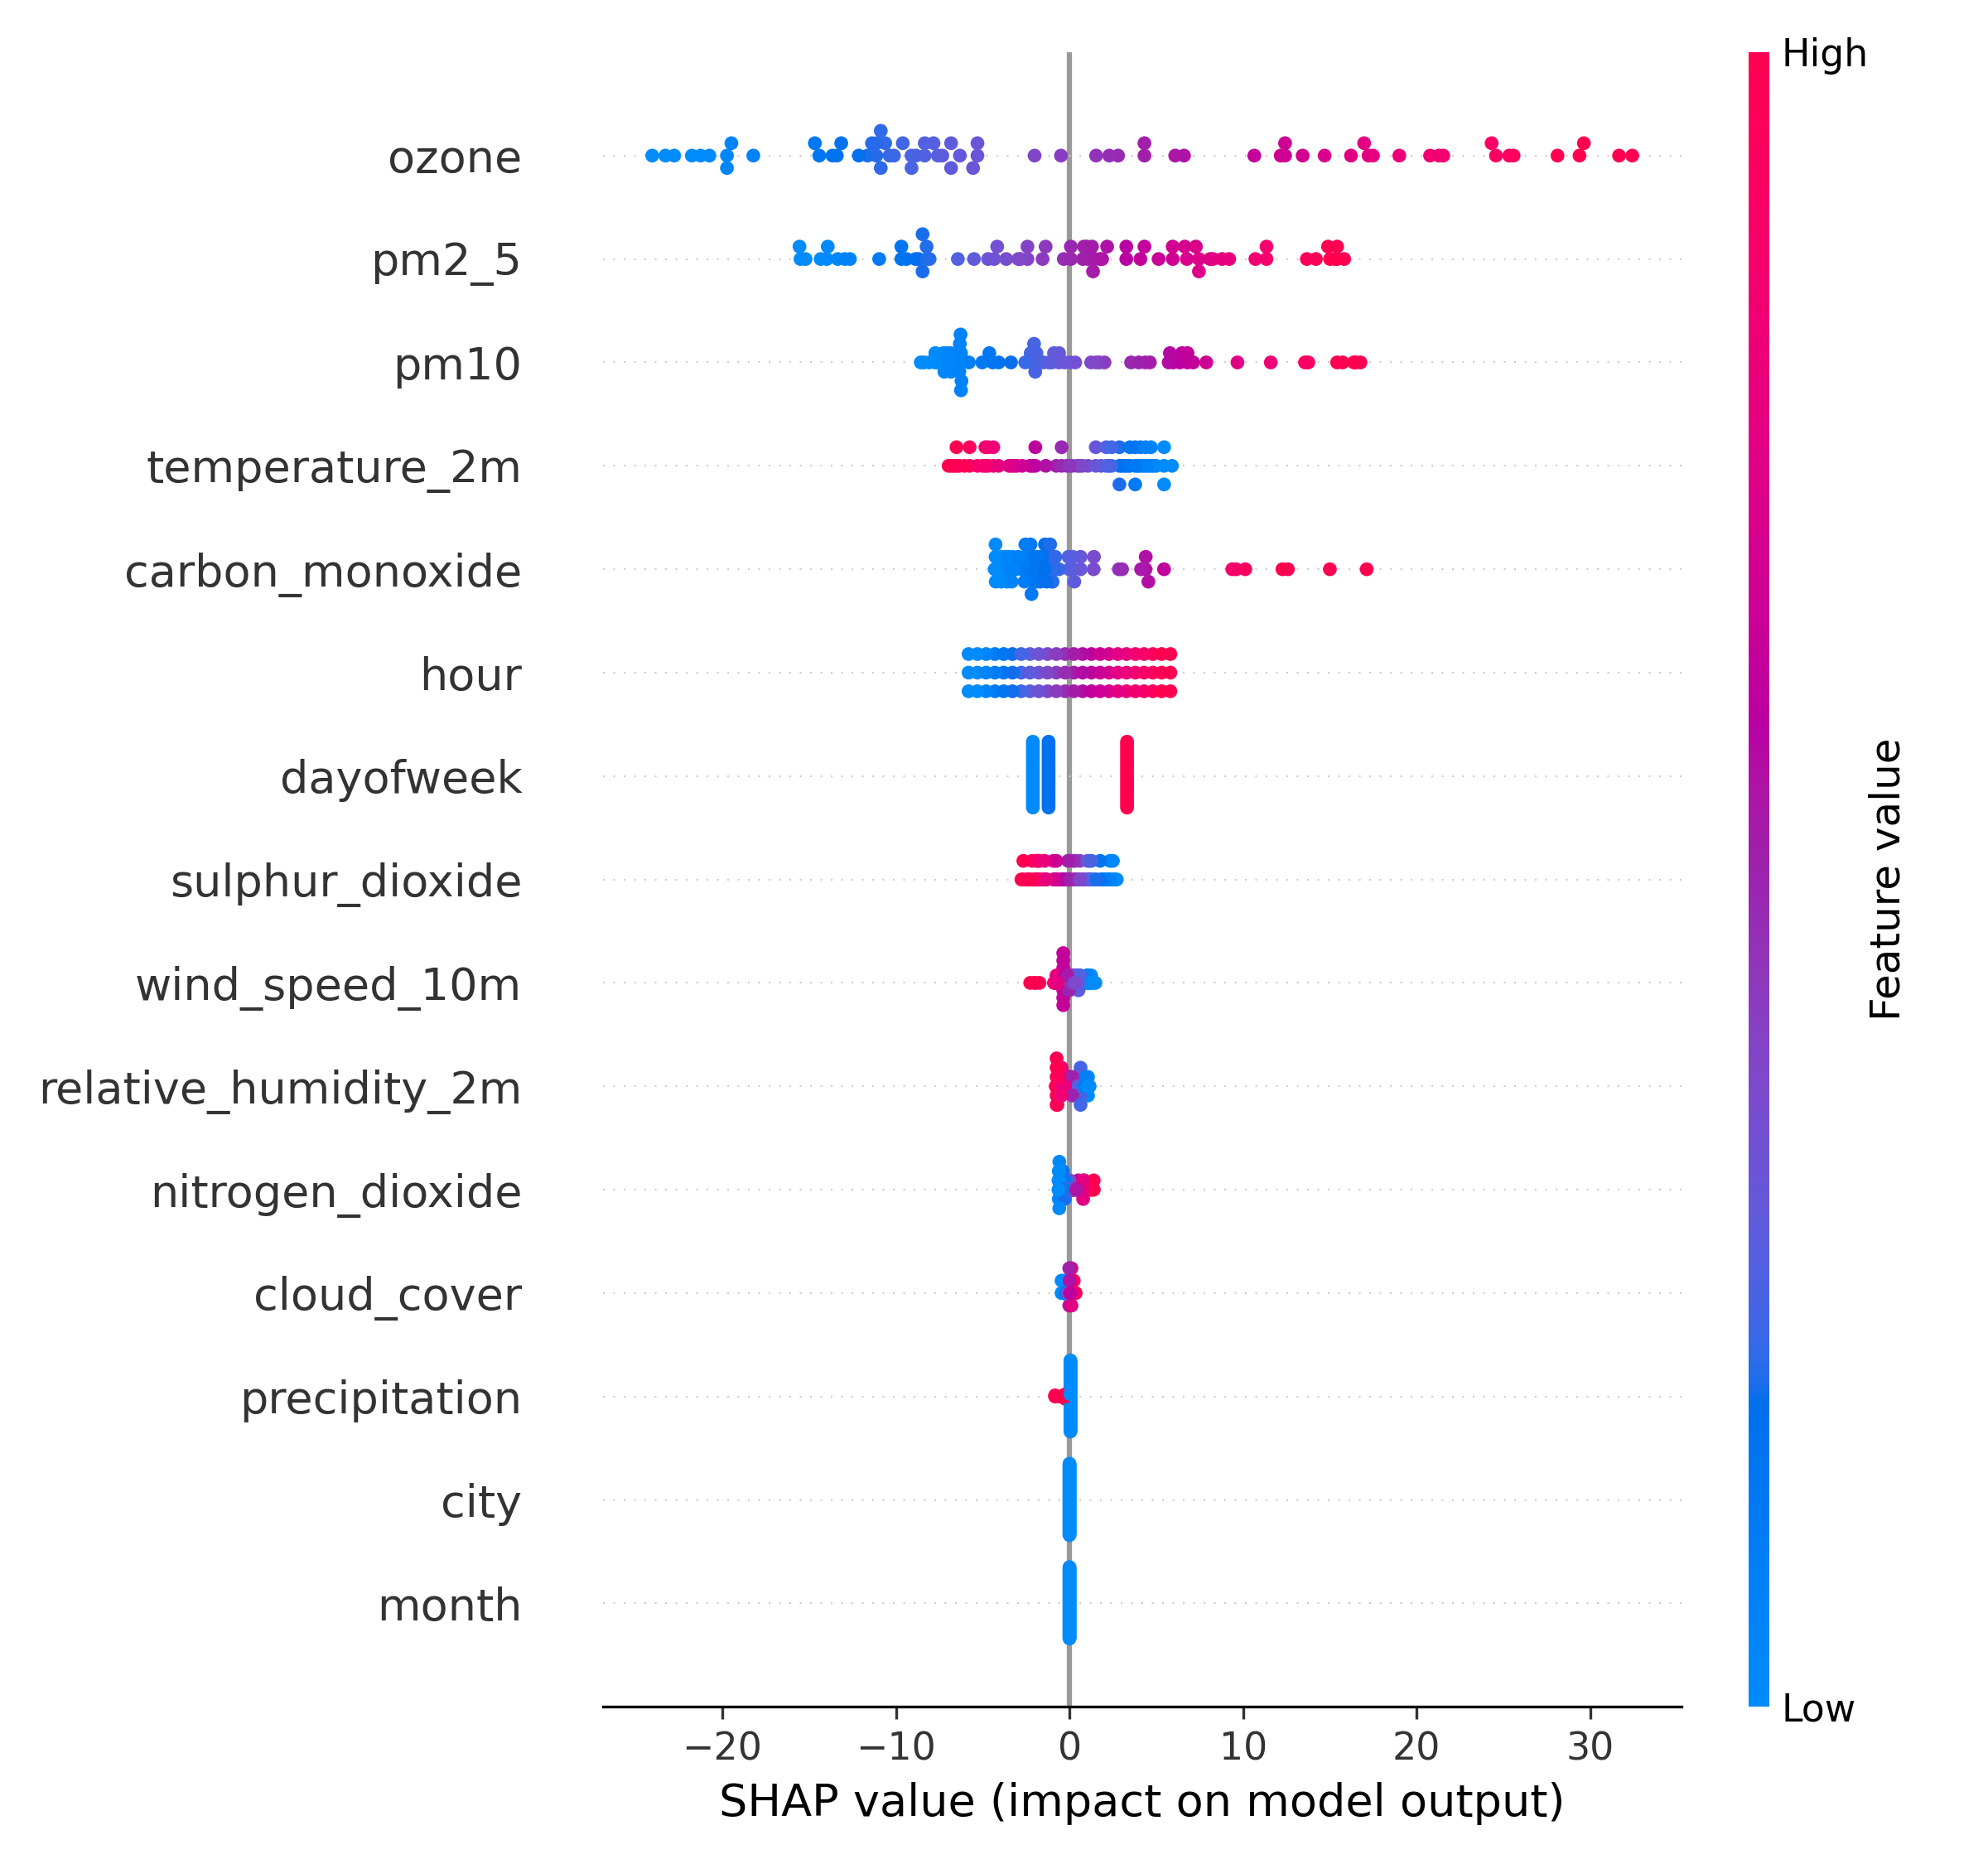 High
ozone
pm2_5
pm10
temperature_2m
carbon_monoxide
hour
dayofweek
sulphur_dioxide
wind_speed_10m
relative_humidity_2m
nitrogen_dioxide
cloud_cover
precipitation
city
month
Feature value
Low
−20 −10 0 10 20 30
SHAP value (impact on model output)